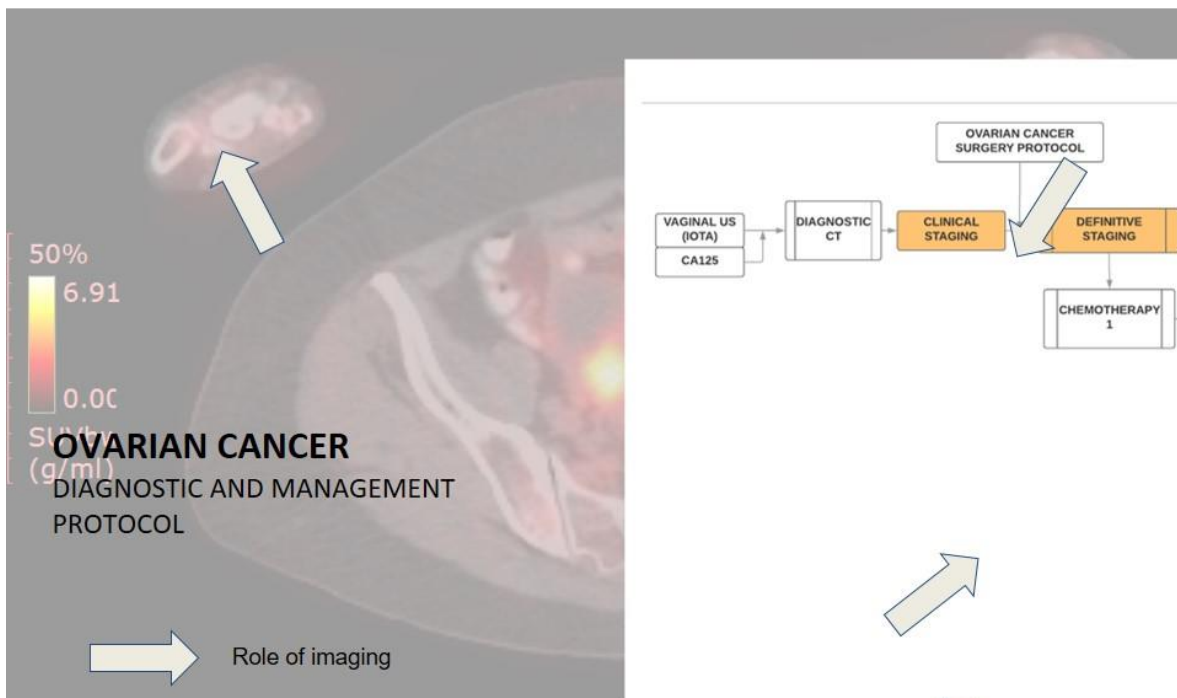 50%
6.91
0.00
(g/ml)
OVARIAN CANCER
DIAGNOSTIC AND MANAGEMENT
PROTOCOL
Role of imaging
OVARIAN CANCER
SURGERY PROTOCOL
VAGINAL US
(IOTA)
CA125
DIAGNOSTIC
CT
CLINICAL
STAGING
DEFINITIVE
STAGING
CHEMOTHERAPY
1